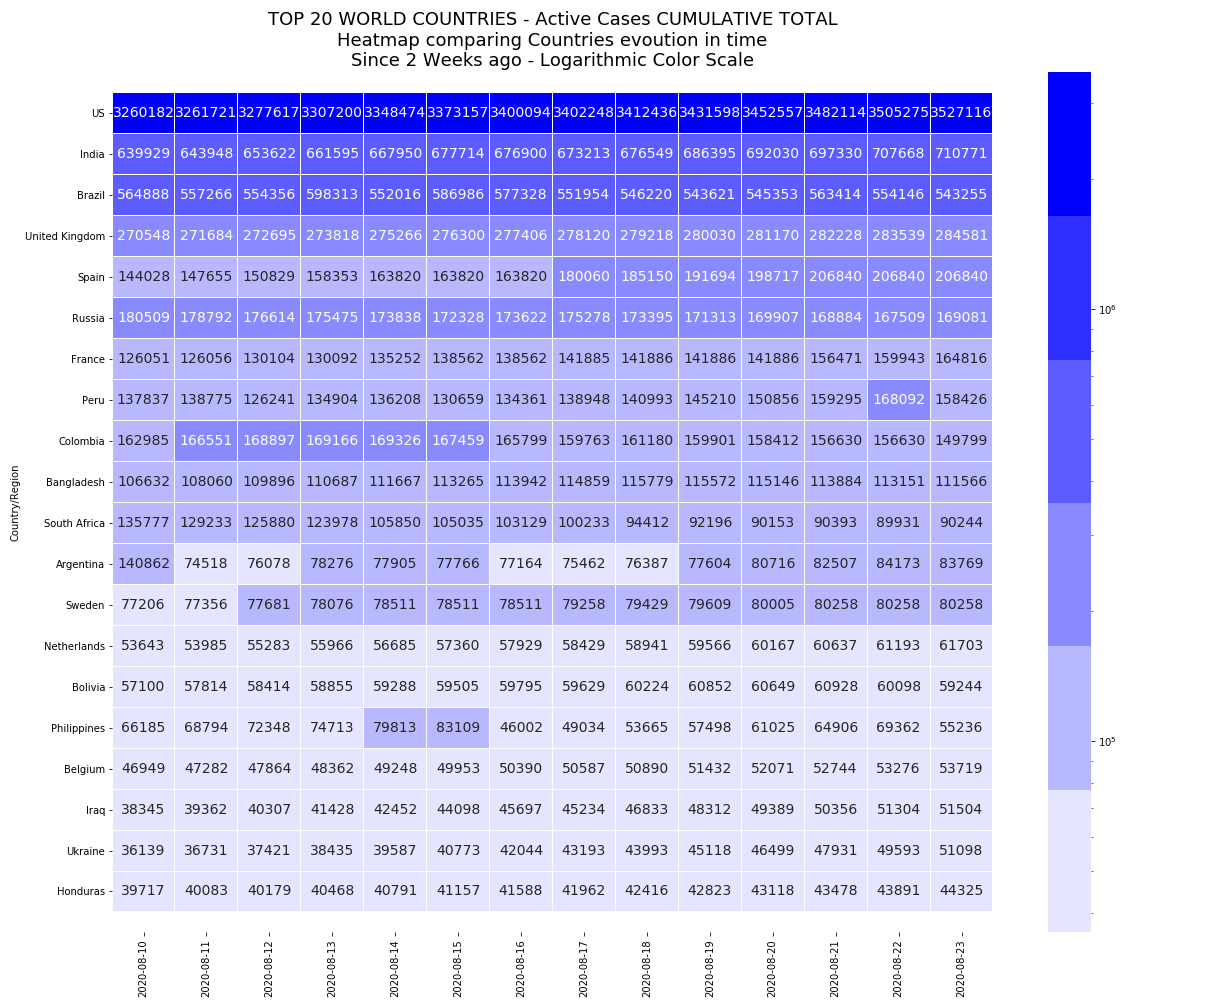 TOP 20 WORLD COUNTRIES - Active Cases CUMULATIVE TOTAL
Heatmap comparing Countries evoution in time
Since 2 Weeks ago - Logarithmic Color Scale
US 3260182 3261721 3277617 3307200 3348474 3373157 3400094 3402248 3412436 3431598 3452557 3482114 3505275 3527116
India 639929 643948 653622 661595 667950 677714 676900 673213 676549 686395 692030 697330 707668 710771
Brazil 564888 557266 554356 598313 552016 586986 577328 551954 546220 543621 545353 563414 554146 543255
United Kingdom 270548 271684 272695 273818 275266 276300 277406 278120 279218 280030 281170 282228 283539 284581
Spain 144028 147655 150829 158353 163820 163820 163820 180060 185150 191694 198717 206840 206840 206840
Russia 180509 178792 176614 175475 173838 172328 173622 175278 173395 171313 169907 168884 167509 169081
10⁶
France 126051 126056 130104 130092 135252 138562 138562 141885 141886 141886 141886 156471 159943 164816
Peru 137837 138775 126241 134904 136208 130659 134361 138948 140993 145210 150856 159295 168092 158426
Colombia 162985 166551 168897 169166 169326 167459 165799 159763 161180 159901 158412 156630 156630 149799
Country/Region
Bangladesh 106632 108060 109896 110687 111667 113265 113942 114859 115779 115572 115146 113884 113151 111566
South Africa 135777 129233 125880 123978 105850 105035 103129 100233 94412 92196 90153 90393 89931 90244
Argentina 140862 74518 76078 78276 77905 77766 77164 75462 76387 77604 80716 82507 84173 83769
Sweden 77206 77356 77681 78076 78511 78511 78511 79258 79429 79609 80005 80258 80258 80258
Netherlands 53643 53985 55283 55966 56685 57360 57929 58429 58941 59566 60167 60637 61193 61703
Bolivia 57100 57814 58414 58855 59288 59505 59795 59629 60224 60852 60649 60928 60098 59244
Philippines 66185 68794 72348 74713 79813 83109 46002 49034 53665 57498 61025 64906 69362 55236
10⁵
Belgium 46949 47282 47864 48362 49248 49953 50390 50587 50890 51432 52071 52744 53276 53719
Iraq 38345 39362 40307 41428 42452 44098 45697 45234 46833 48312 49389 50356 51304 51504
Ukraine 36139 36731 37421 38435 39587 40773 42044 43193 43993 45118 46499 47931 49593 51098
Honduras 39717 40083 40179 40468 40791 41157 41588 41962 42416 42823 43118 43478 43891 44325
2020-08-10 2020-08-11 2020-08-12 2020-08-13 2020-08-14 2020-08-15 2020-08-16 2020-08-17 2020-08-18 2020-08-19 2020-08-20 2020-08-21 2020-08-22 2020-08-23